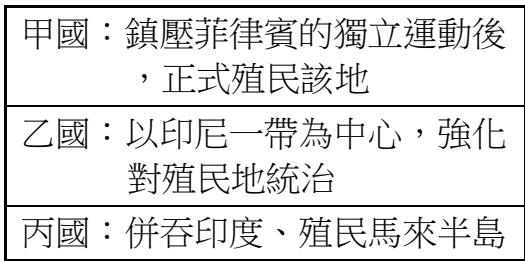 甲國：鎮壓菲律賓的獨立運動後
，正式殖民該地
乙國：以印尼一帶為中心，強化
對殖民地統治
丙國：併吞印度、殖民馬來半島